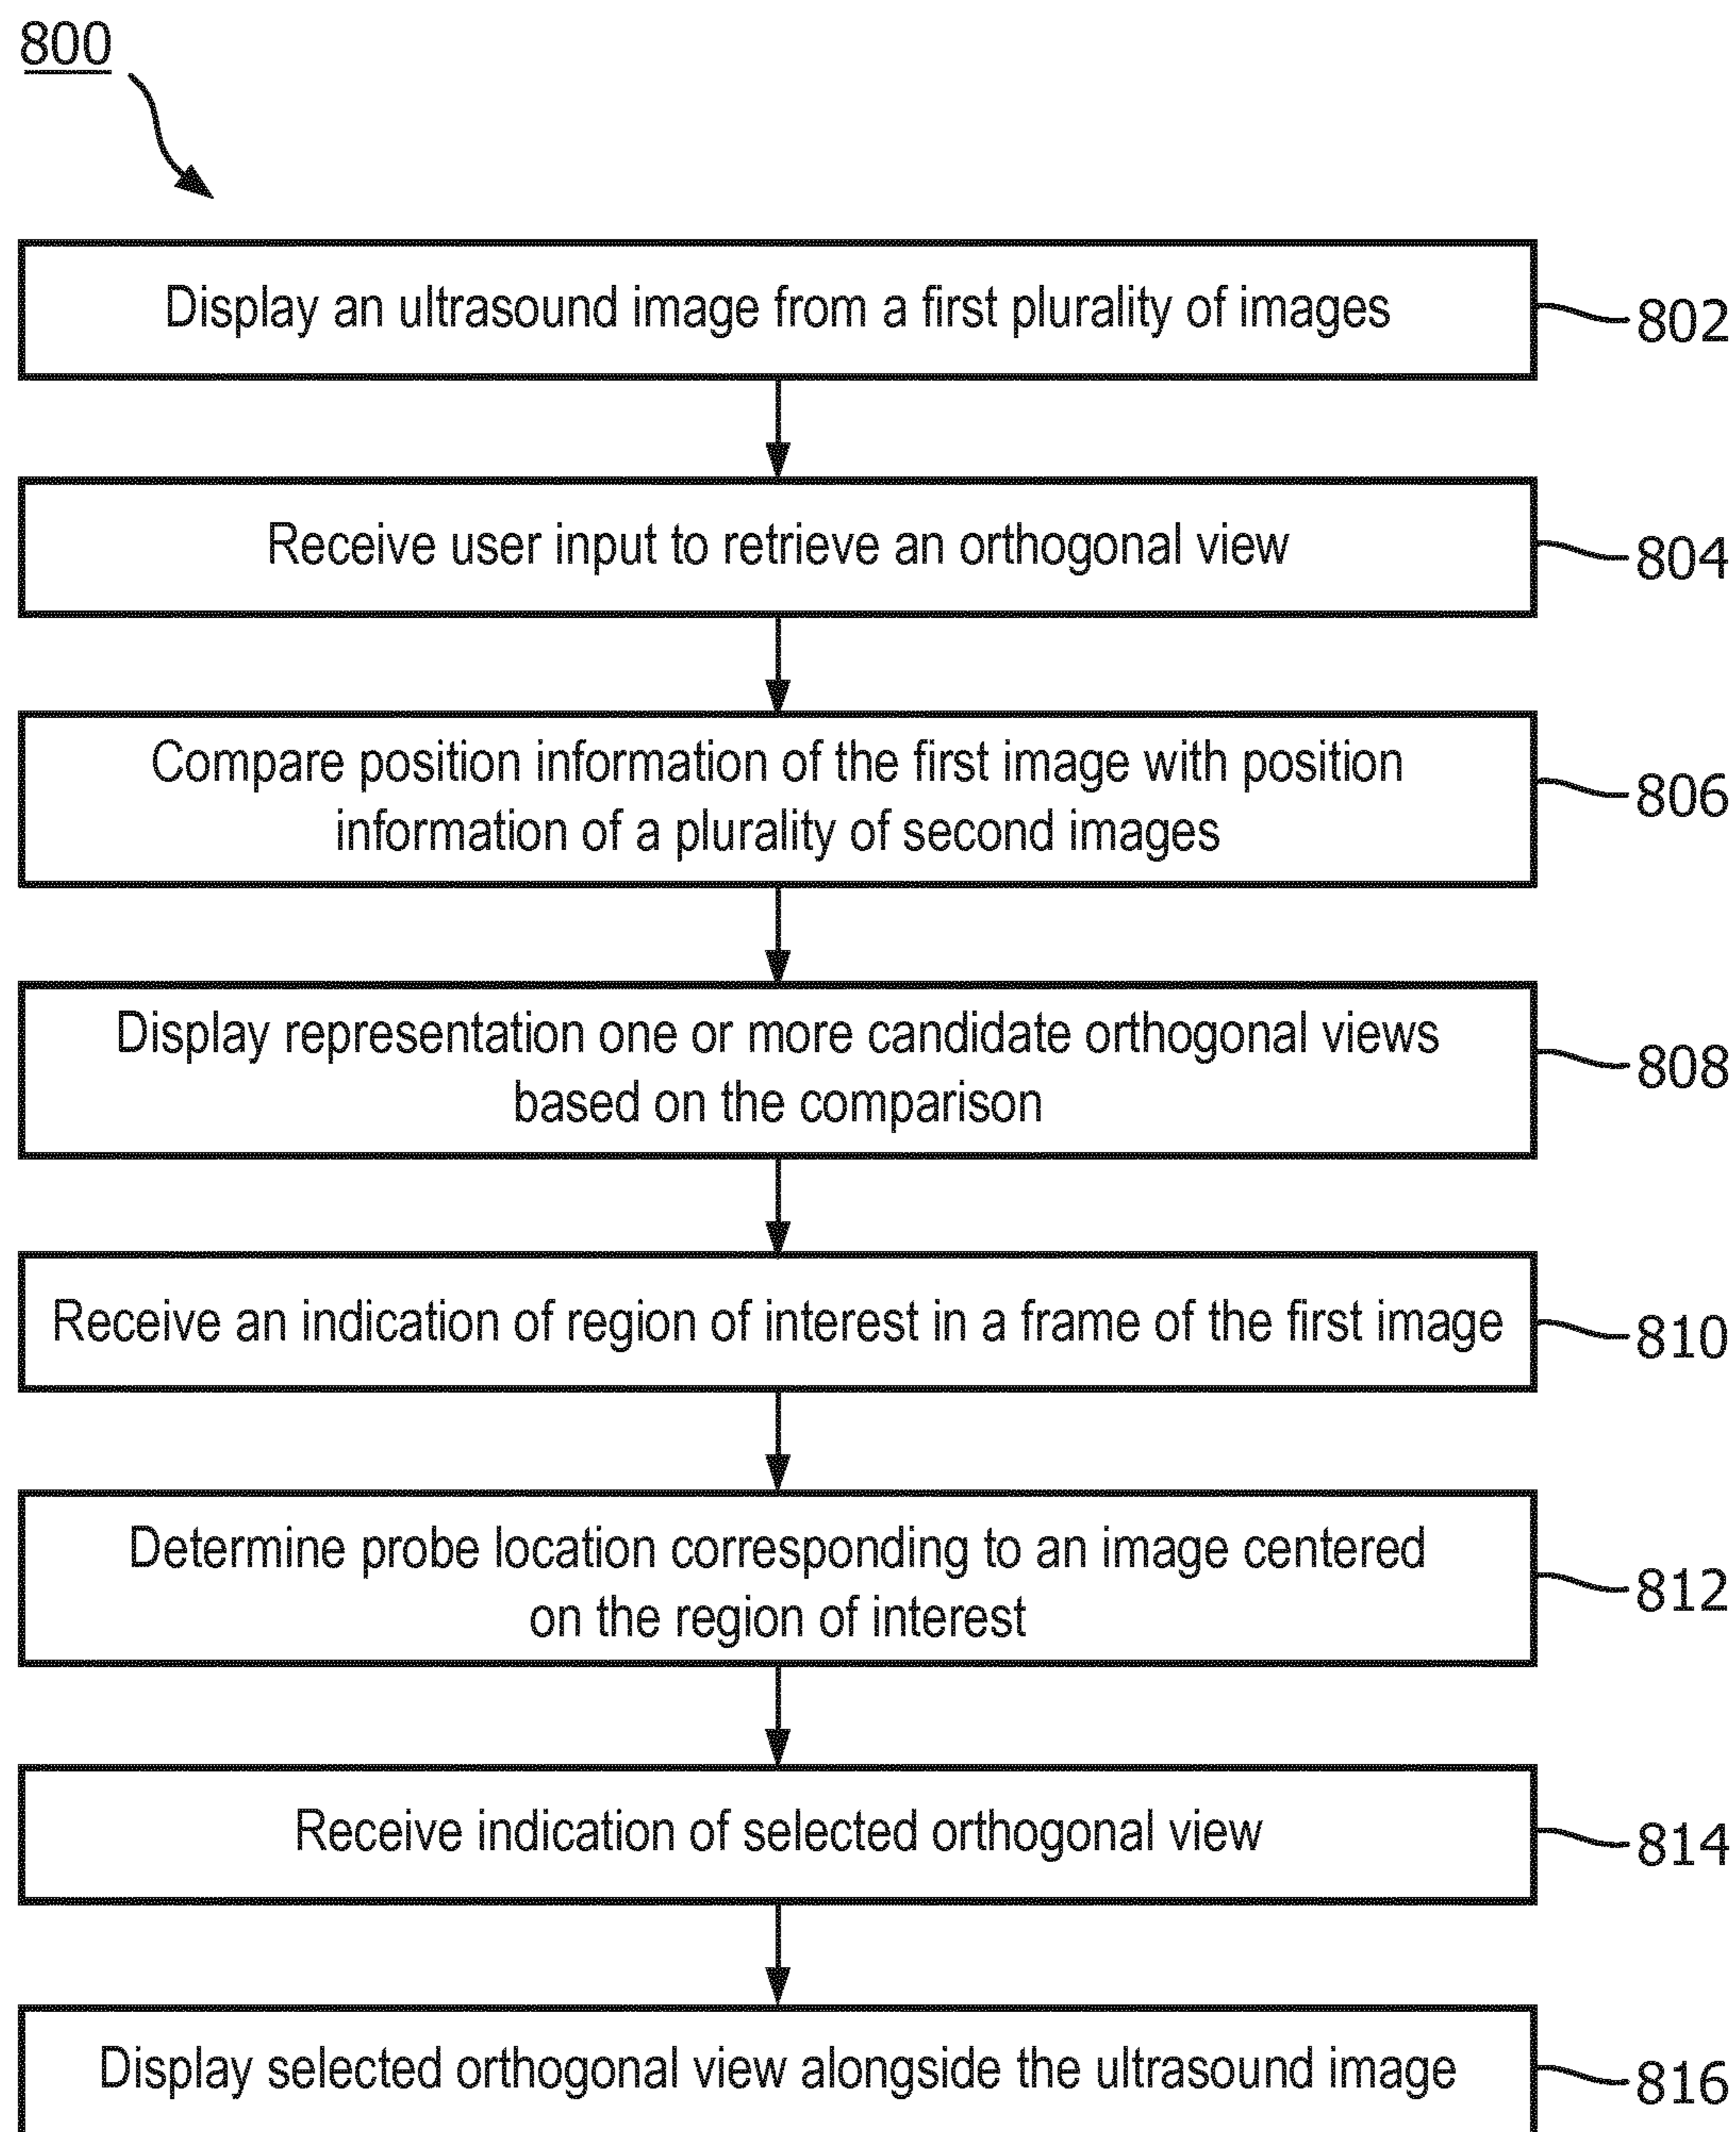 800
Display an ultrasound image from a first plurality of images
802
Receive user input to retrieve an orthogonal view
804
Compare position information of the first image with position
information of a plurality of second images
806
Display representation one or more candidate orthogonal views
based on the comparison
808
Receive an indication of region of interest in a frame of the first image
810
Determine probe location corresponding to an image centered
on the region of interest
812
Receive indication of selected orthogonal view
814
Display selected orthogonal view alongside the ultrasound image
816